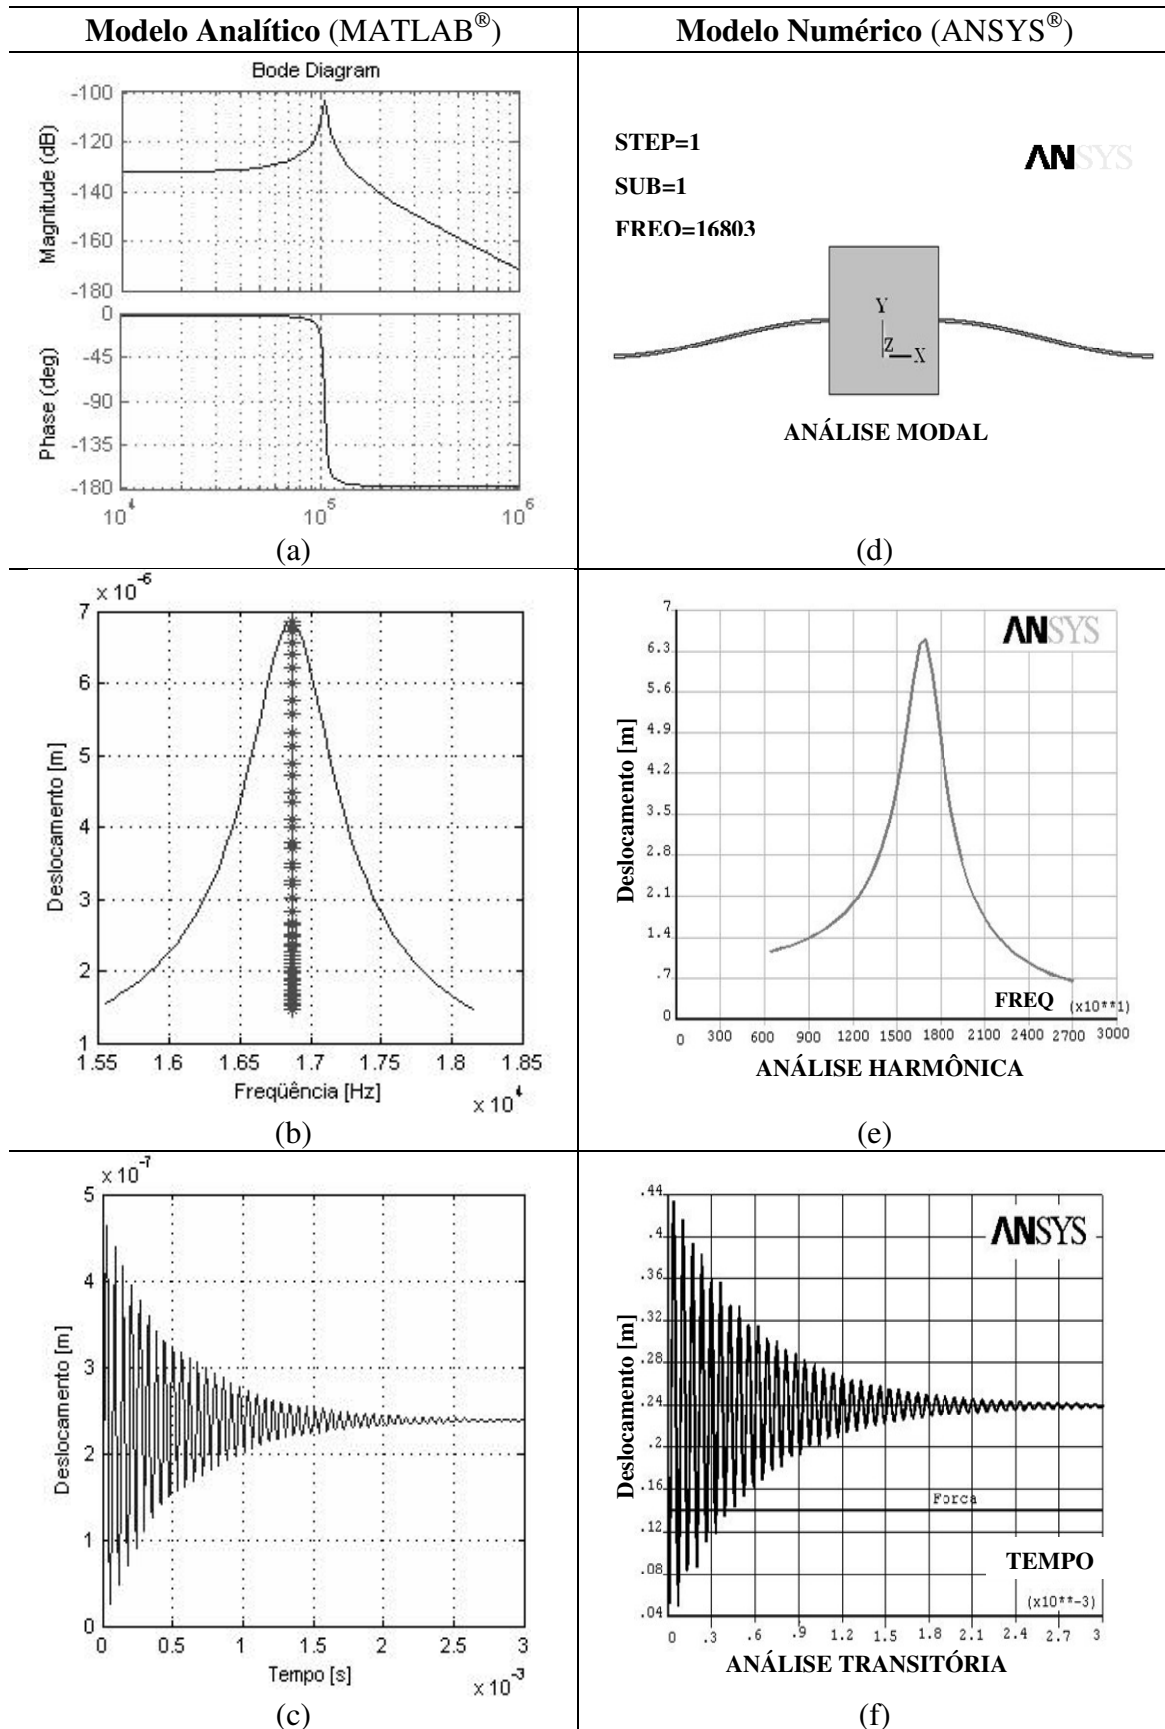 Modelo Analítico (MATLAB®)
Modelo Numérico (ANSYS®)
Bode Diagram
Magnitude (dB)
-100
-120
-140
-160
-180
Phase (deg)
0
-45
-90
-135
-180
10⁴ 10⁵ 10⁶
(a)
STEP=1
SUB=1
FREQ=16803
ANSYS
Y
Z X
ANÁLISE MODAL
(d)
x 10⁻⁶
Deslocamento [m]
7
6
5
4
3
2
1
1.55 1.6 1.65 1.7 1.75 1.8 1.85
Freqüência [Hz]
x 10⁴
(b)
ANSYS
Deslocamento [m]
7
6.3
5.6
4.9
4.2
3.5
2.8
2.1
1.4
.7
0
FREQ (x10**1)
0 300 600 900 1200 1500 1800 2100 2400 2700 3000
ANÁLISE HARMÔNICA
(e)
x 10⁻⁷
Deslocamento [m]
5
4
3
2
1
0
0 0.5 1 1.5 2 2.5 3
Tempo [s]
x 10⁻³
(c)
ANSYS
Deslocamento [m]
.44
.4
.36
.32
.28
.24
.2
.16
.12
.08
.04
Forca
TEMPO
(x10**-3)
0 .3 .6 .9 1.2 1.5 1.8 2.1 2.4 2.7 3
ANÁLISE TRANSITÓRIA
(f)